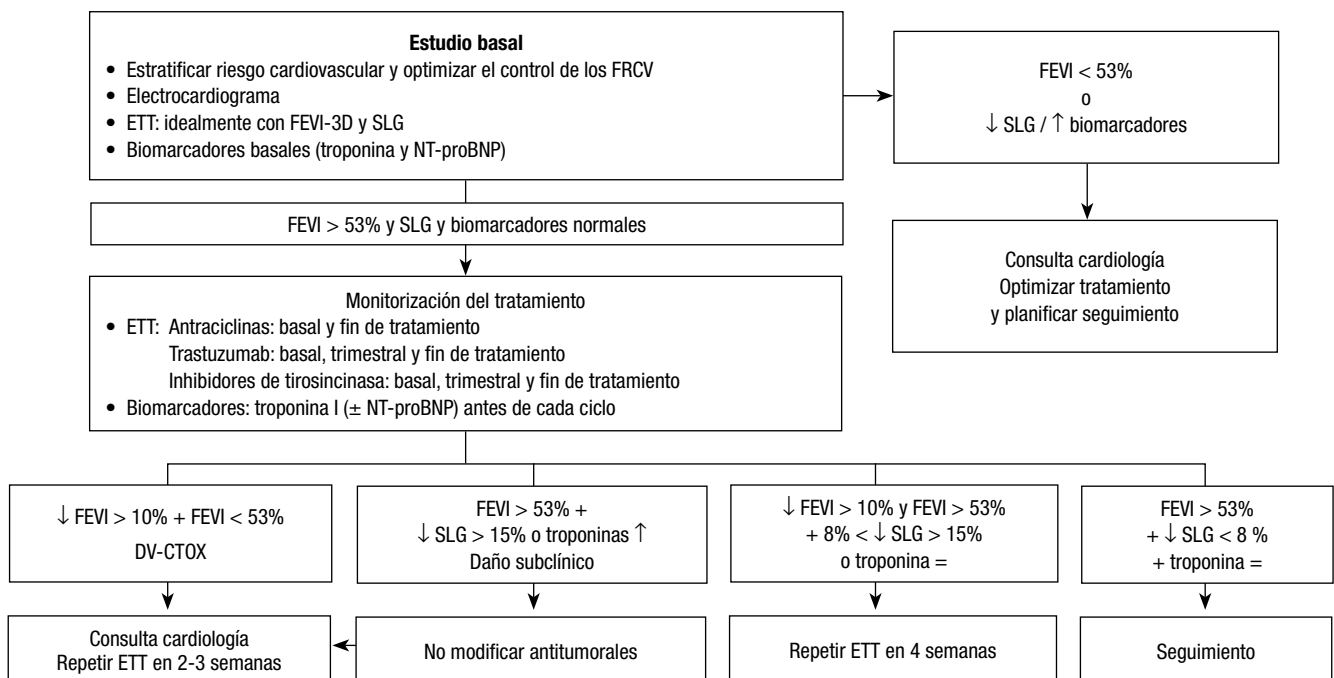 Estudio basal
• Estratificar riesgo cardiovascular y optimizar el control de los FRCV
• Electrocardiograma
• ETT: idealmente con FEVI-3D y SLG
• Biomarcadores basales (troponina y NT-proBNP)
FEVI < 53%
o
↓ SLG / ↑ biomarcadores
FEVI > 53% y SLG y biomarcadores normales
Consulta cardiología
Optimizar tratamiento
y planificar seguimiento
Monitorización del tratamiento
• ETT: Antraciclinas: basal y fin de tratamiento
Trastuzumab: basal, trimestral y fin de tratamiento
Inhibidores de tirosincinasa: basal, trimestral y fin de tratamiento
• Biomarcadores: troponina I (± NT-proBNP) antes de cada ciclo
↓ FEVI > 10% + FEVI < 53%
DV-CTOX
FEVI > 53% +
↓ SLG > 15% o troponinas ↑
Daño subclínico
↓ FEVI > 10% y FEVI > 53%
+ 8% < ↓ SLG > 15%
o troponina =
FEVI > 53%
+ ↓ SLG < 8 %
+ troponina =
Consulta cardiología
Repetir ETT en 2-3 semanas
No modificar antitumorales
Repetir ETT en 4 semanas
Seguimiento